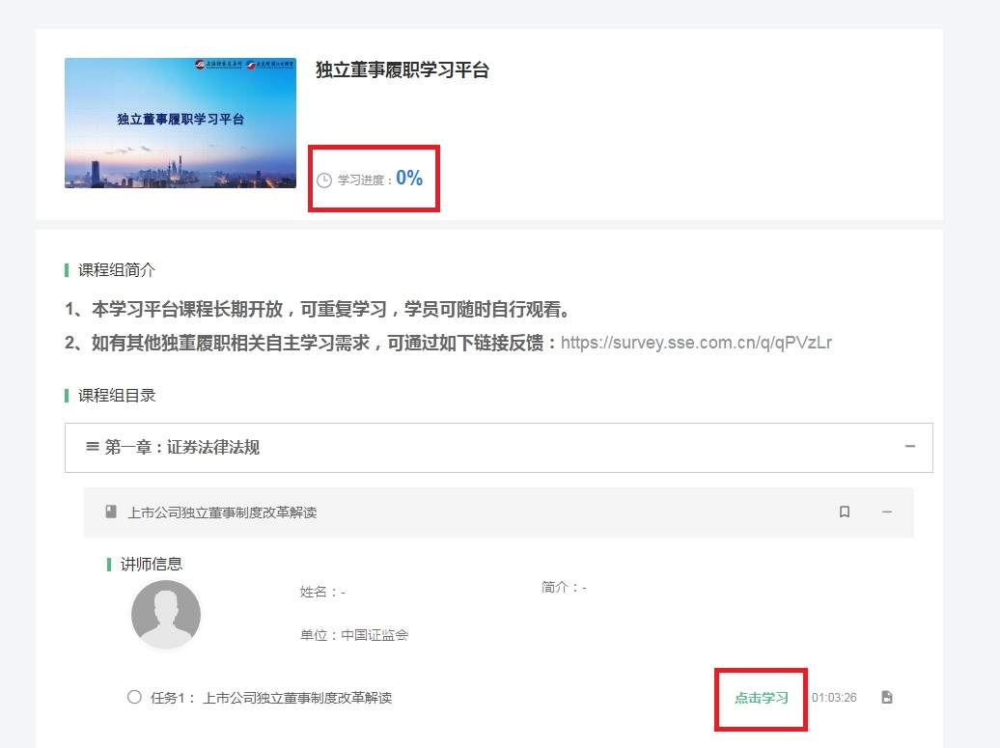 独立董事履职学习平台
独立董事履职学习平台
学习进度：0%
课程组简介
1、本学习平台课程长期开放，可重复学习，学员可随时自行观看。
2、如有其他独董履职相关自主学习需求，可通过如下链接反馈：https://survey.sse.com.cn/q/qPVzLr
课程组目录
第一章：证券法律法规
上市公司独立董事制度改革解读
讲师信息
姓名：-
简介：-
单位：中国证监会
任务1： 上市公司独立董事制度改革解读
点击学习 01:03:26